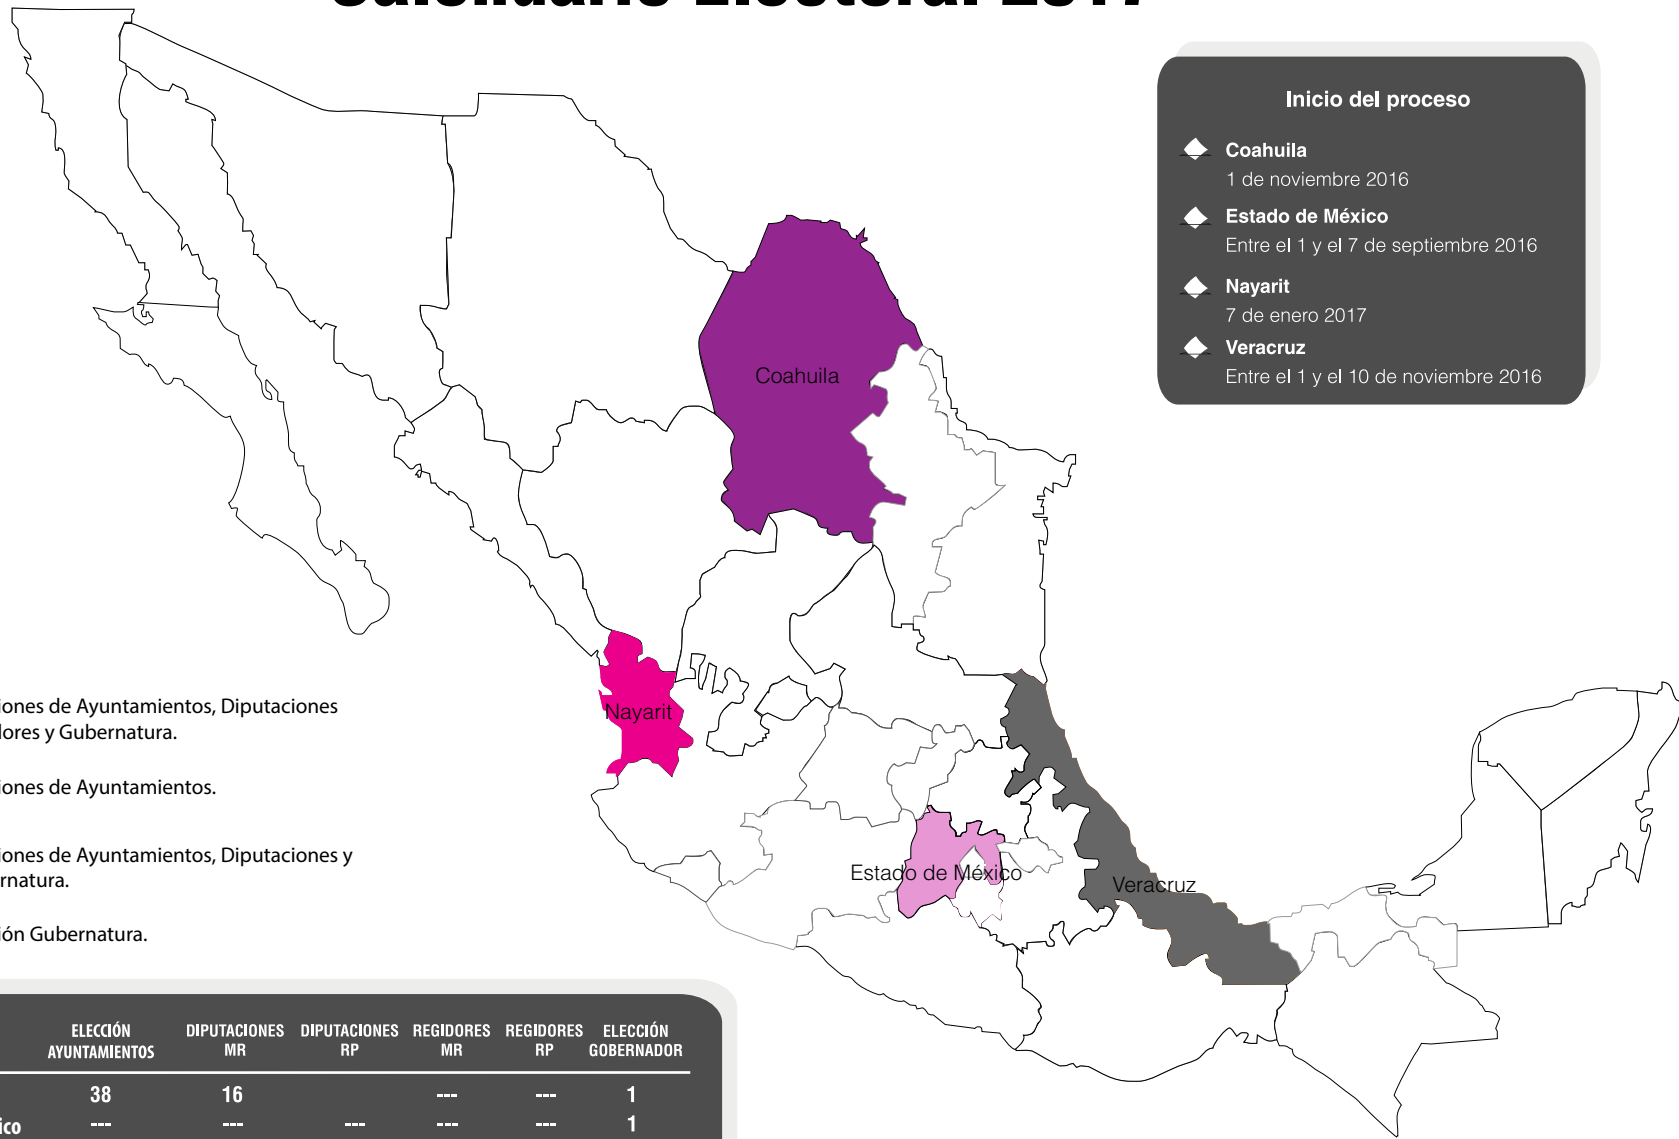 2017
Inicio del proceso
Coahuila
1 de noviembre 2016
Estado de México
Entre el 1 y el 7 de septiembre 2016
Nayarit
7 de enero 2017
Veracruz
Entre el 1 y el 10 de noviembre 2016
Coahuila
Nayarit
Estado de México
Veracruz
iones de Ayuntamientos, Diputaciones
lores y Gubernatura.
iones de Ayuntamientos.
iones de Ayuntamientos, Diputaciones y
rnatura.
ión Gubernatura.
ELECCIÓN AYUNTAMIENTOS DIPUTACIONES MR DIPUTACIONES RP REGIDORES MR REGIDORES RP ELECCIÓN GOBERNADOR
38 16 --- --- 1
ico --- --- --- --- --- 1